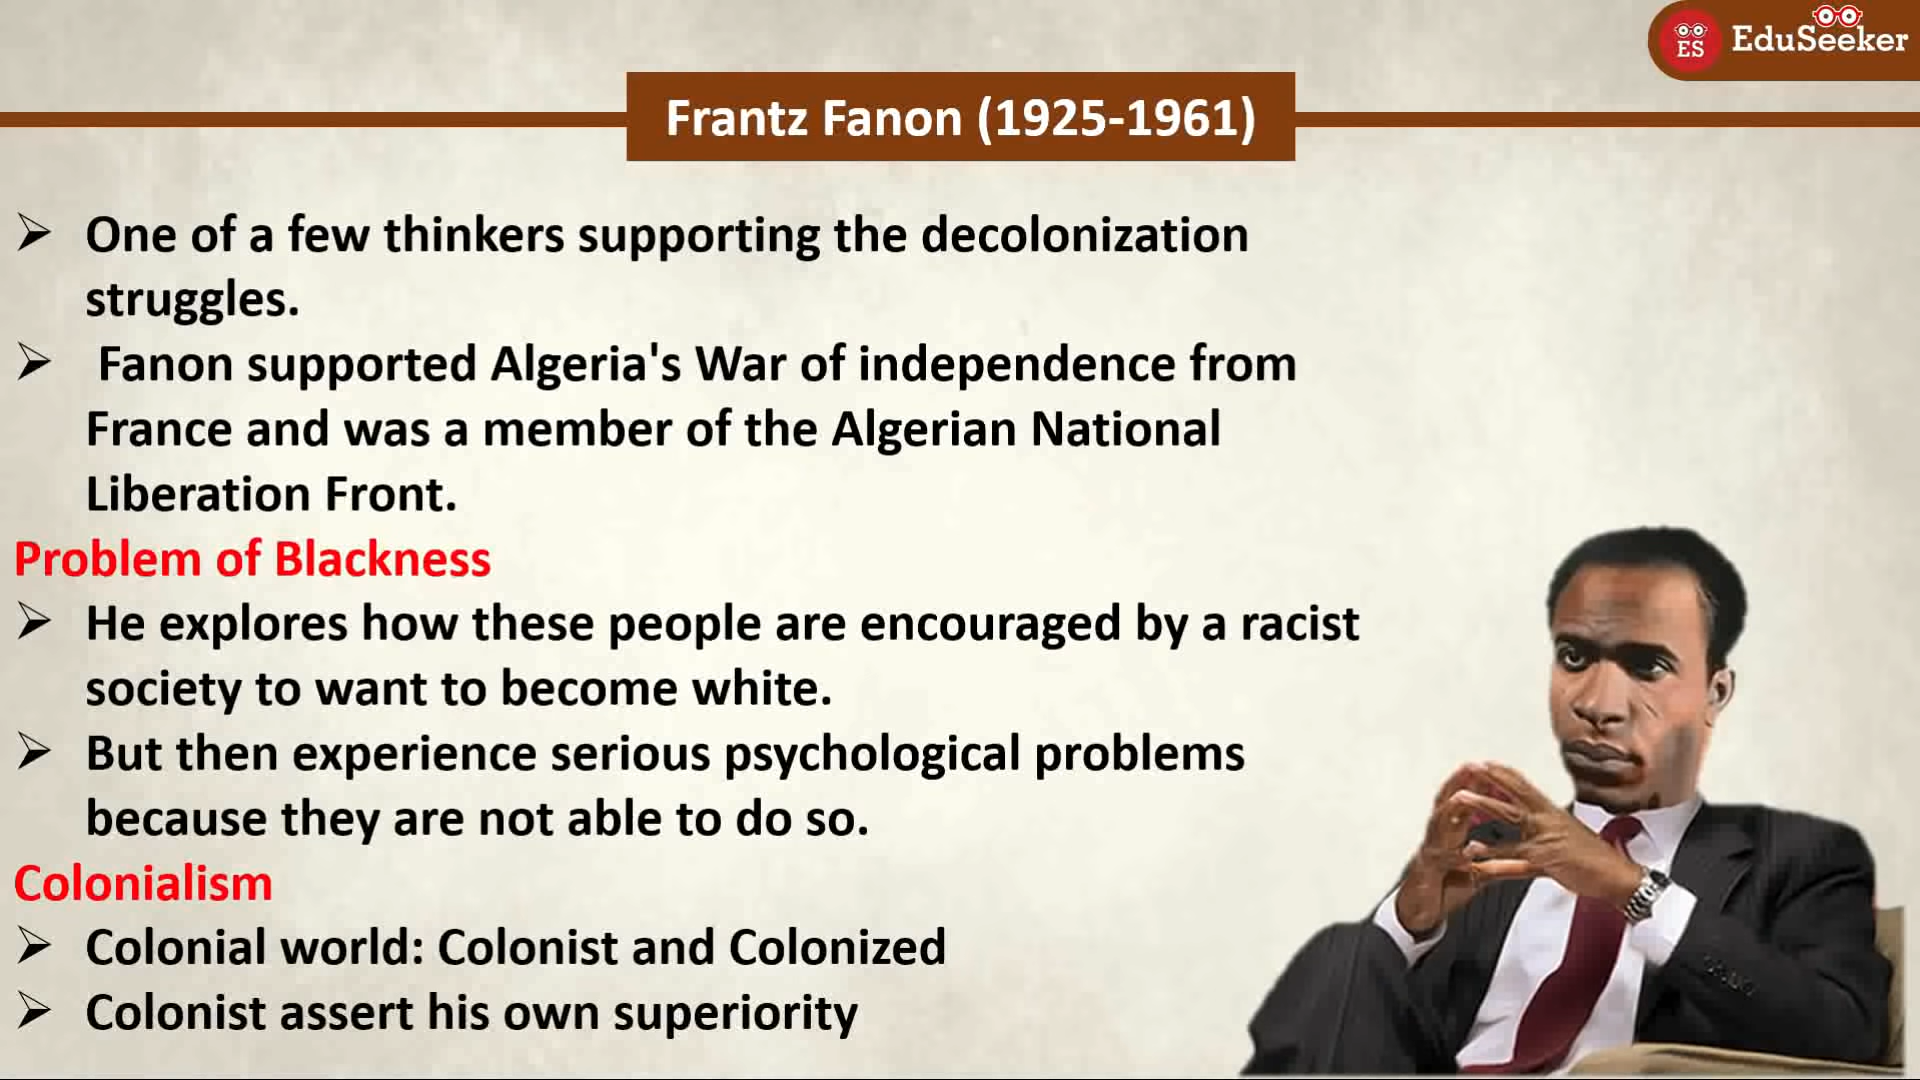 ES EduSeeker
Frantz Fanon (1925-1961)
➢ One of a few thinkers supporting the decolonization
struggles.
➢ Fanon supported Algeria's War of independence from
France and was a member of the Algerian National
Liberation Front.
Problem of Blackness
➢ He explores how these people are encouraged by a racist
society to want to become white.
➢ But then experience serious psychological problems
because they are not able to do so.
Colonialism
➢ Colonial world: Colonist and Colonized
➢ Colonist assert his own superiority